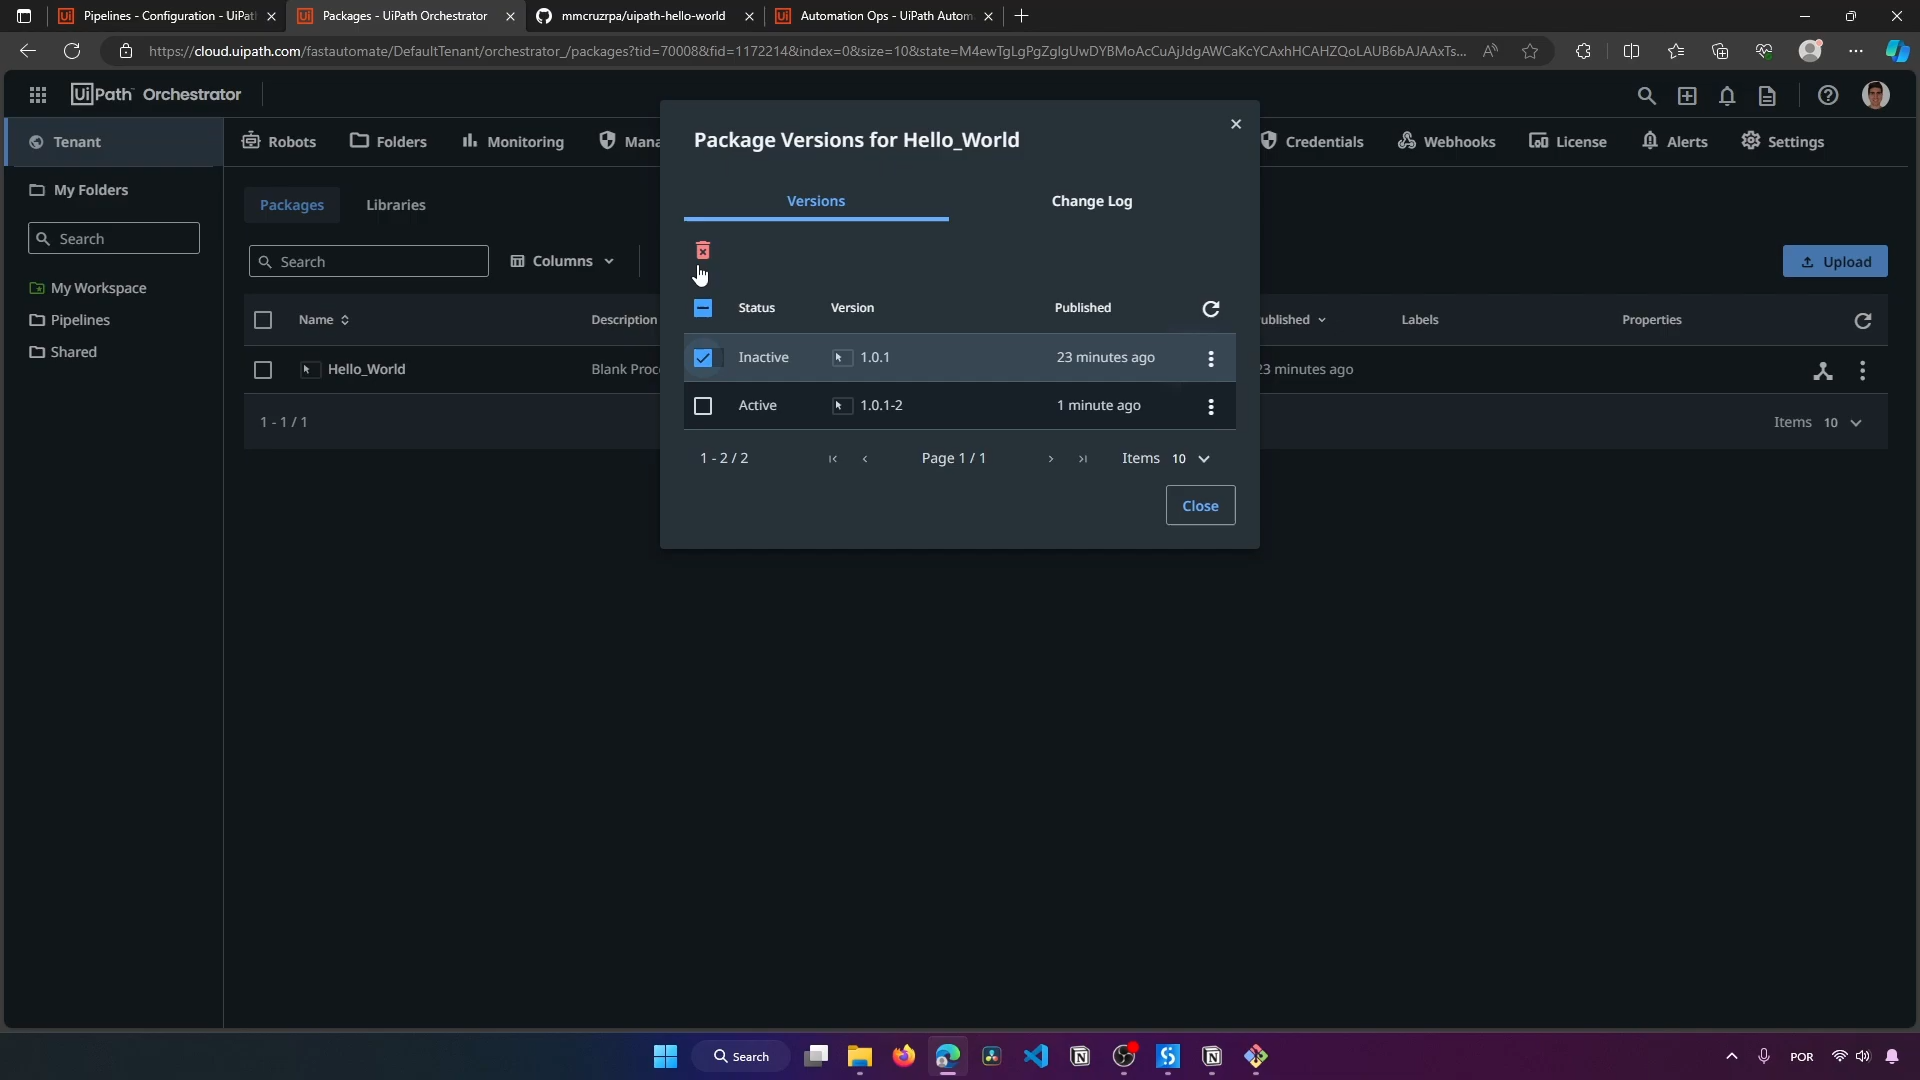 Pipelines - Configuration - UiPat
Packages - UiPath Orchestrator
mmcruzrpa/uipath-hello-world
Automation Ops - UiPath Autom
https://cloud.uipath.com/fastautomate/DefaultTenant/orchestrator_/packages?tid=70008&fid=1172214&index=0&size=10&state=M4ewTgLgPgZglgUwDYBMoAcCuAjJdgAWCaKcYCAxhHCAHZQoLAUB6bAJAAxTs...
UiPath Orchestrator
Tenant
Robots
Folders
Monitoring
Mana
Credentials
Webhooks
License
Alerts
Settings
My Folders
Search
My Workspace
Pipelines
Shared
Packages
Libraries
Search
Columns
Upload
Name
Description
ublished
Labels
Properties
Hello_World
Blank Proc
23 minutes ago
1 - 1 / 1
Items 10
Package Versions for Hello_World
Versions
Change Log
Status
Version
Published
Inactive
1.0.1
23 minutes ago
Active
1.0.1-2
1 minute ago
1 - 2 / 2
Page 1 / 1
Items 10
Close
Search
POR